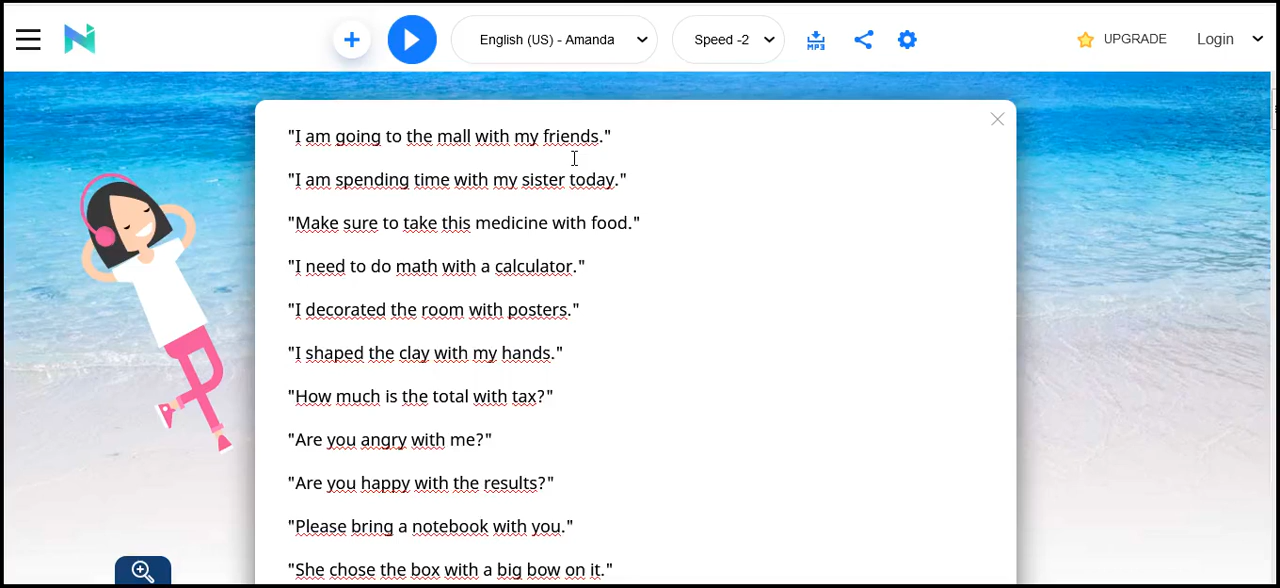 English (US) - Amanda
Speed -2
MP3
UPGRADE
Login
"I am going to the mall with my friends."
"I am spending time with my sister today."
"Make sure to take this medicine with food."
"I need to do math with a calculator."
"I decorated the room with posters."
"I shaped the clay with my hands."
"How much is the total with tax?"
"Are you angry with me?"
"Are you happy with the results?"
"Please bring a notebook with you."
"She chose the box with a big bow on it."